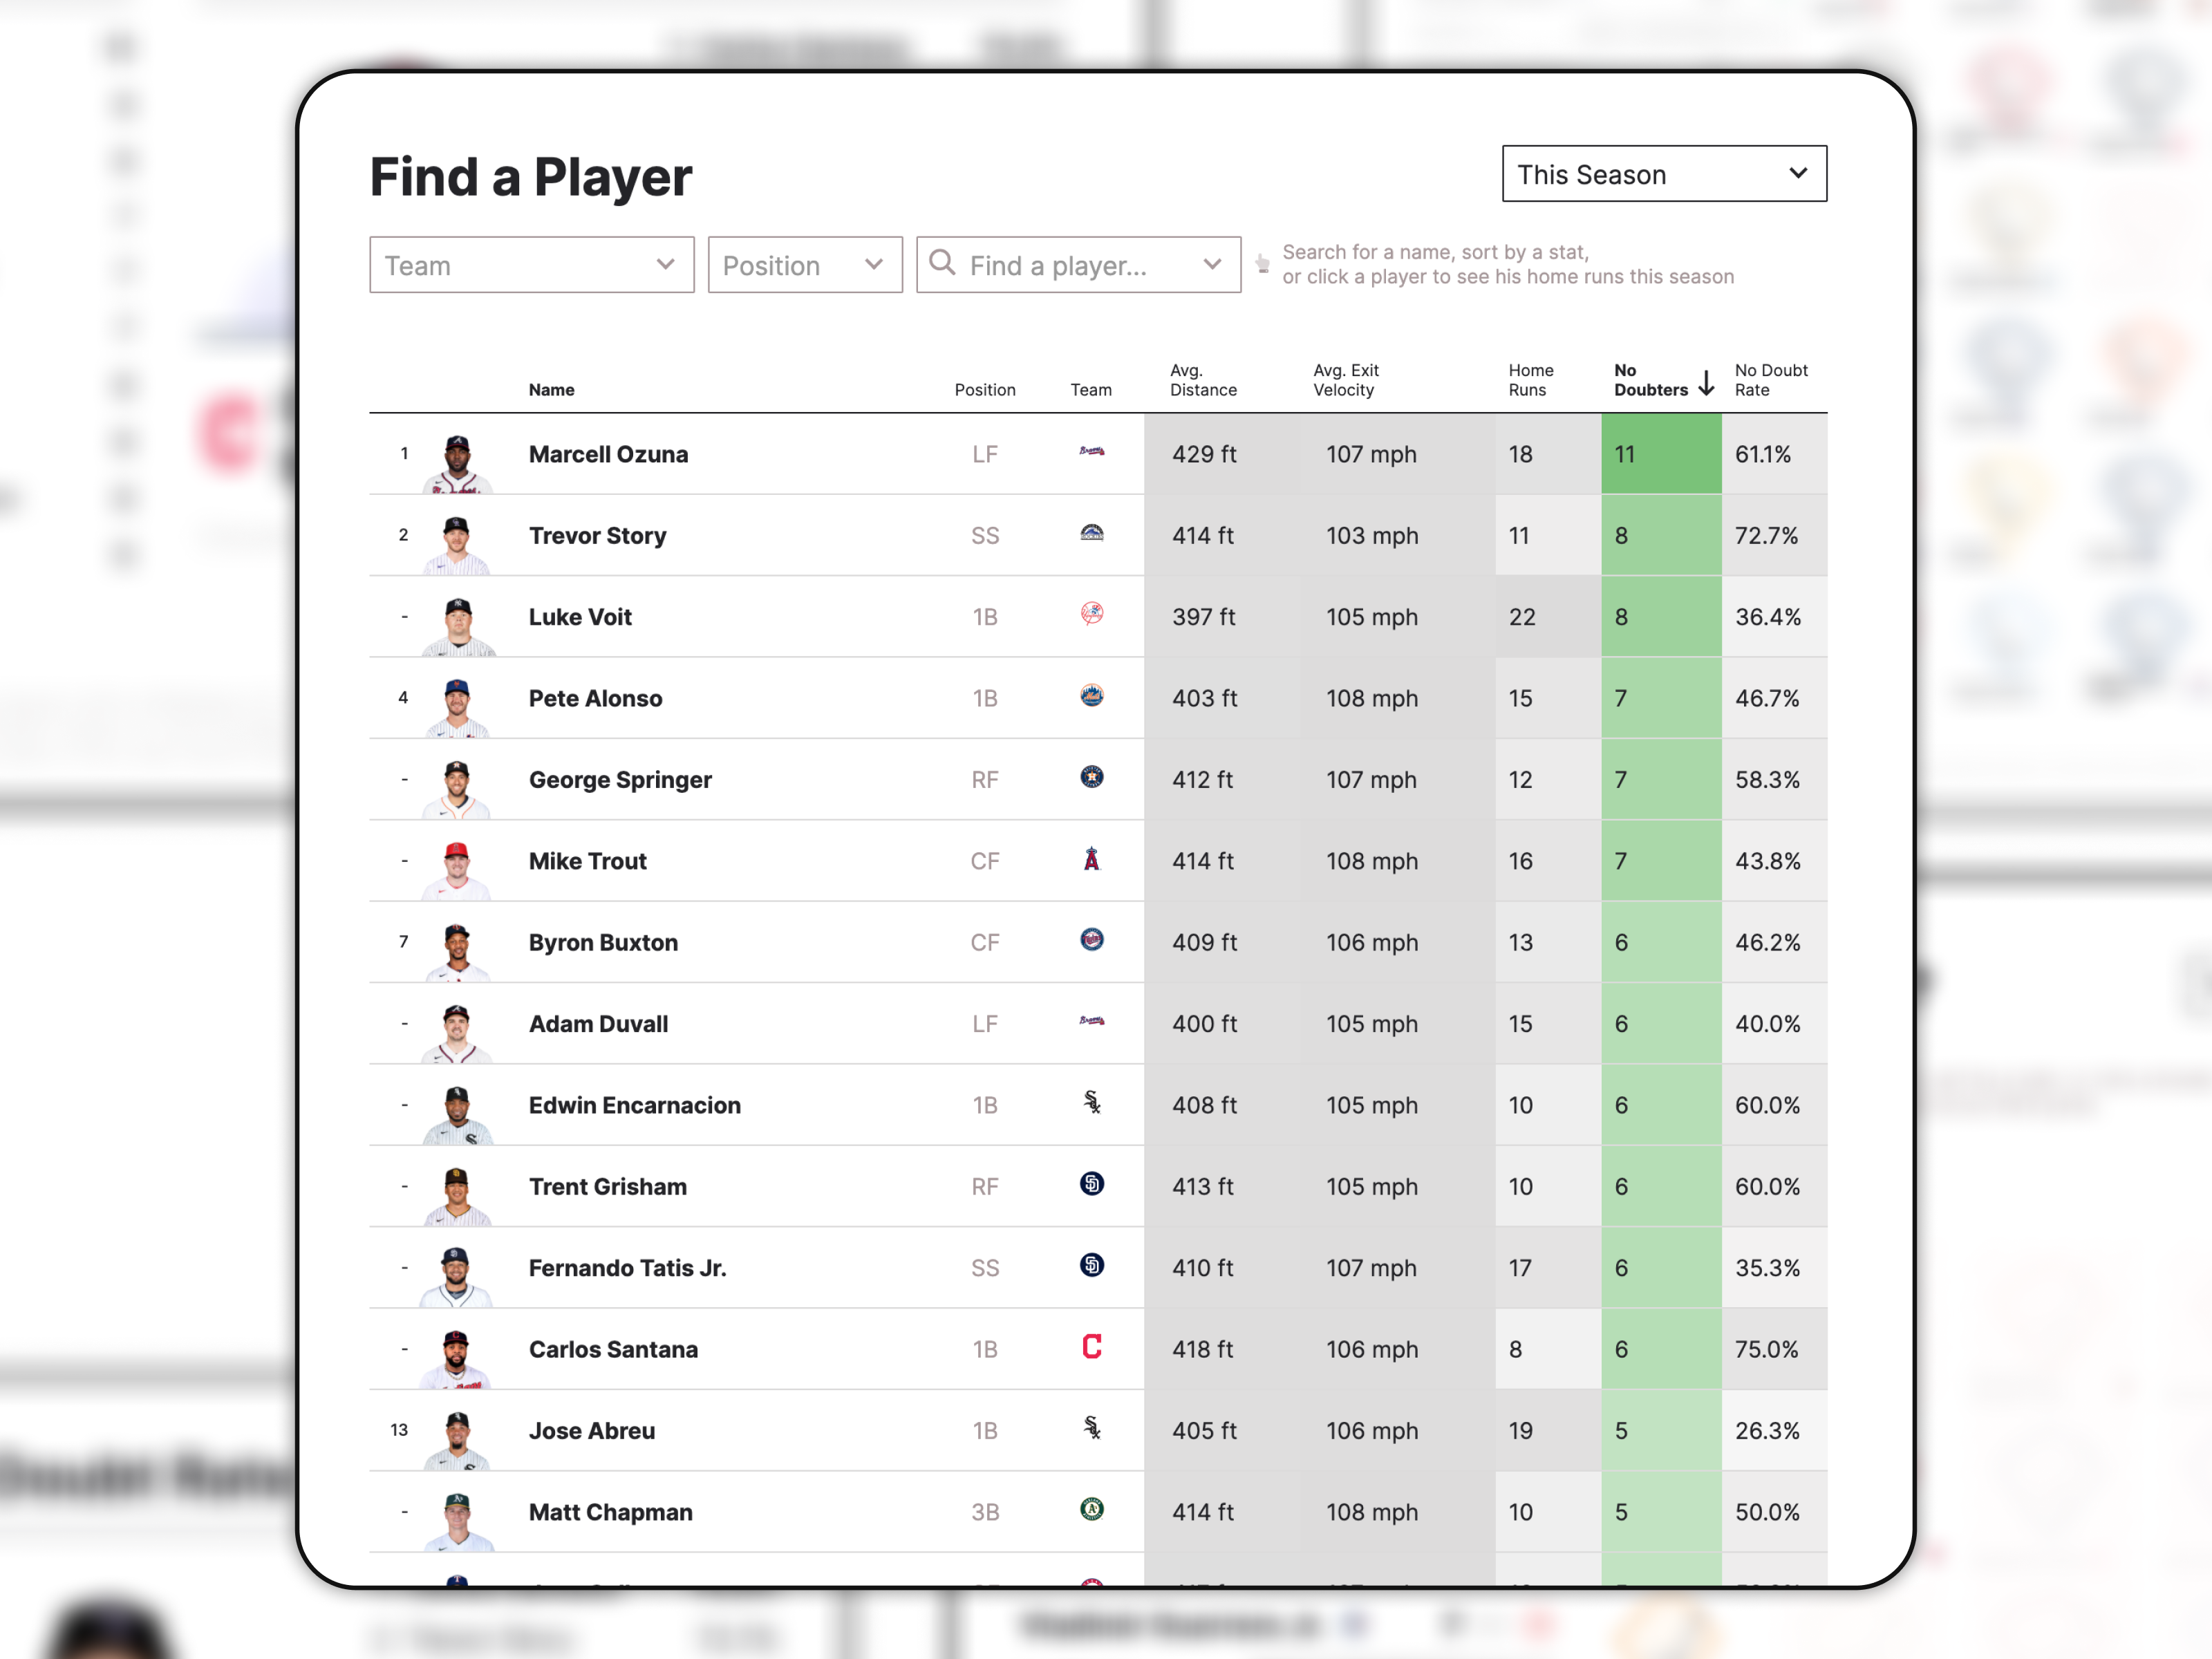 Find a Player
This Season
Team
Position
Find a player...
Search for a name, sort by a stat,
or click a player to see his home runs this season
Name Position Team Avg. Distance Avg. Exit Velocity Home Runs No Doubters No Doubt Rate
1 Marcell Ozuna LF Braves 429 ft 107 mph 18 11 61.1%
2 Trevor Story SS 414 ft 103 mph 11 8 72.7%
- Luke Voit 1B 397 ft 105 mph 22 8 36.4%
4 Pete Alonso 1B 403 ft 108 mph 15 7 46.7%
- George Springer RF 412 ft 107 mph 12 7 58.3%
- Mike Trout CF A 414 ft 108 mph 16 7 43.8%
7 Byron Buxton CF 409 ft 106 mph 13 6 46.2%
- Adam Duvall LF Braves 400 ft 105 mph 15 6 40.0%
- Edwin Encarnacion 1B Sox 408 ft 105 mph 10 6 60.0%
- Trent Grisham RF SD 413 ft 105 mph 10 6 60.0%
- Fernando Tatis Jr. SS SD 410 ft 107 mph 17 6 35.3%
- Carlos Santana 1B C 418 ft 106 mph 8 6 75.0%
13 Jose Abreu 1B Sox 405 ft 106 mph 19 5 26.3%
- Matt Chapman 3B A's 414 ft 108 mph 10 5 50.0%